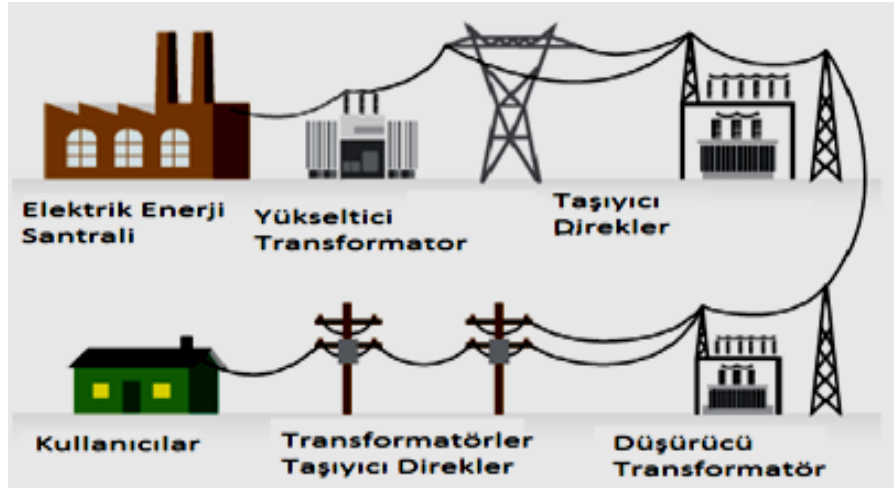 Elektrik Enerji
Santrali
Yükseltici
Transformator
Taşıyıcı
Direkler
Kullanıcılar
Transformatörler
Taşıyıcı Direkler
Düşürücü
Transformatör